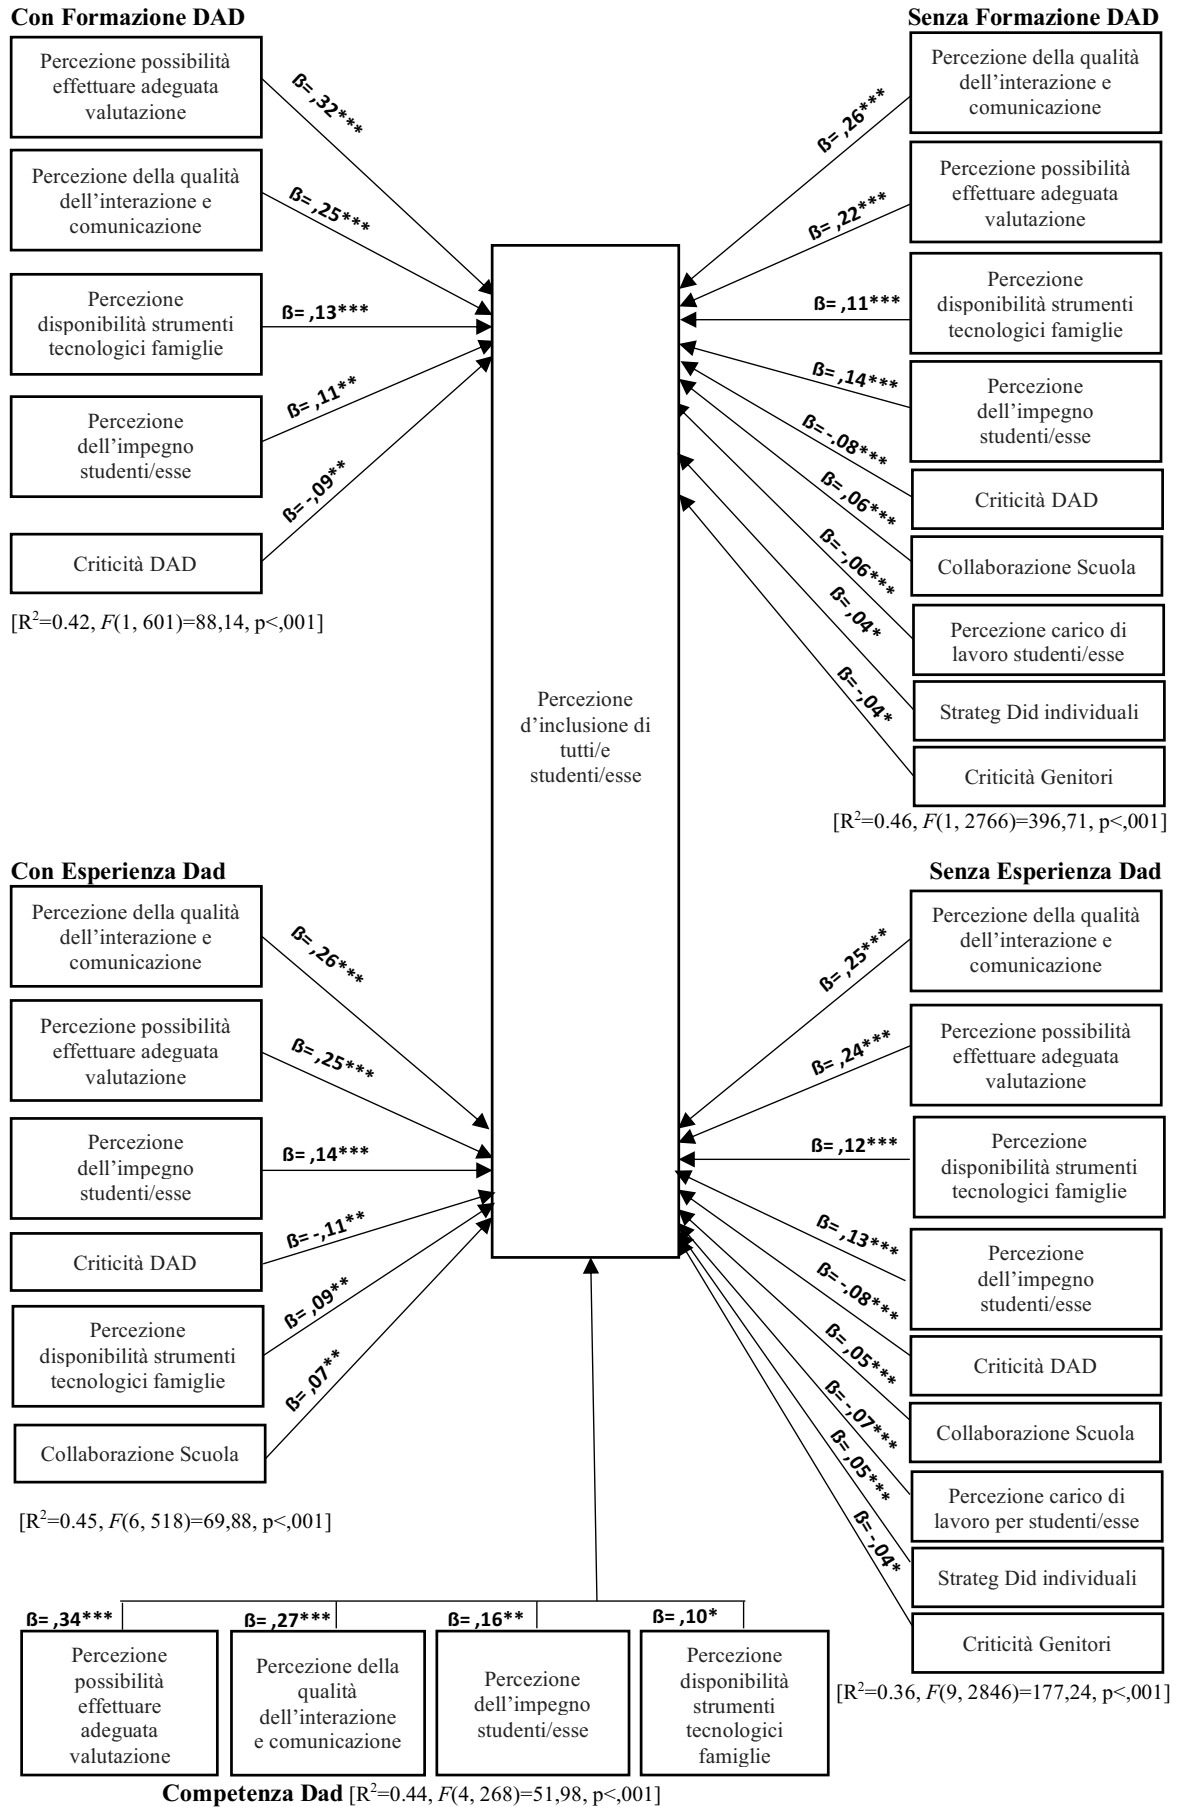 Con Formazione DAD
Percezione possibilità
effettuare adeguata
valutazione
ß= ,32***
Percezione della qualità
dell’interazione e
comunicazione
ß= ,25***
Percezione
disponibilità strumenti
tecnologici famiglie
ß= ,13***
Percezione
dell’impegno
studenti/esse
ß= ,11**
Criticità DAD
ß= -,09**
[R²=0.42, F(1, 601)=88,14, p<,001]
Senza Formazione DAD
Percezione della qualità
dell’interazione e
comunicazione
ß= ,26***
Percezione possibilità
effettuare adeguata
valutazione
ß= ,22***
Percezione
disponibilità strumenti
tecnologici famiglie
ß= ,11***
Percezione
dell’impegno
studenti/esse
ß= ,14***
Criticità DAD
ß= -,08***
Collaborazione Scuola
ß= ,06***
Percezione carico di
lavoro studenti/esse
ß= -,06***
Strateg Did individuali
ß= ,04*
Criticità Genitori
ß= -,04*
[R²=0.46, F(1, 2766)=396,71, p<,001]
Percezione
d’inclusione di
tutti/e
studenti/esse
Con Esperienza Dad
Percezione della qualità
dell’interazione e
comunicazione
ß= ,26***
Percezione possibilità
effettuare adeguata
valutazione
ß= ,25***
Percezione
dell’impegno
studenti/esse
ß= ,14***
Criticità DAD
ß= -,11**
Percezione
disponibilità strumenti
tecnologici famiglie
ß= ,09**
Collaborazione Scuola
ß= ,07**
[R²=0.45, F(6, 518)=69,88, p<,001]
Senza Esperienza Dad
Percezione della qualità
dell’interazione e
comunicazione
ß= ,25***
Percezione possibilità
effettuare adeguata
valutazione
ß= ,24***
Percezione
disponibilità strumenti
tecnologici famiglie
ß= ,12***
Percezione
dell’impegno
studenti/esse
ß= ,13***
Criticità DAD
ß= -,08***
Collaborazione Scuola
ß= ,05***
Percezione carico di
lavoro per studenti/esse
ß= -,07***
Strateg Did individuali
ß= ,05***
Criticità Genitori
ß= -,04*
[R²=0.36, F(9, 2846)=177,24, p<,001]
ß= ,34***
Percezione
possibilità
effettuare
adeguata
valutazione
ß= ,27***
Percezione della
qualità
dell’interazione
e comunicazione
ß= ,16**
Percezione
dell’impegno
studenti/esse
ß= ,10*
Percezione
disponibilità
strumenti
tecnologici
famiglie
Competenza Dad [R²=0.44, F(4, 268)=51,98, p<,001]